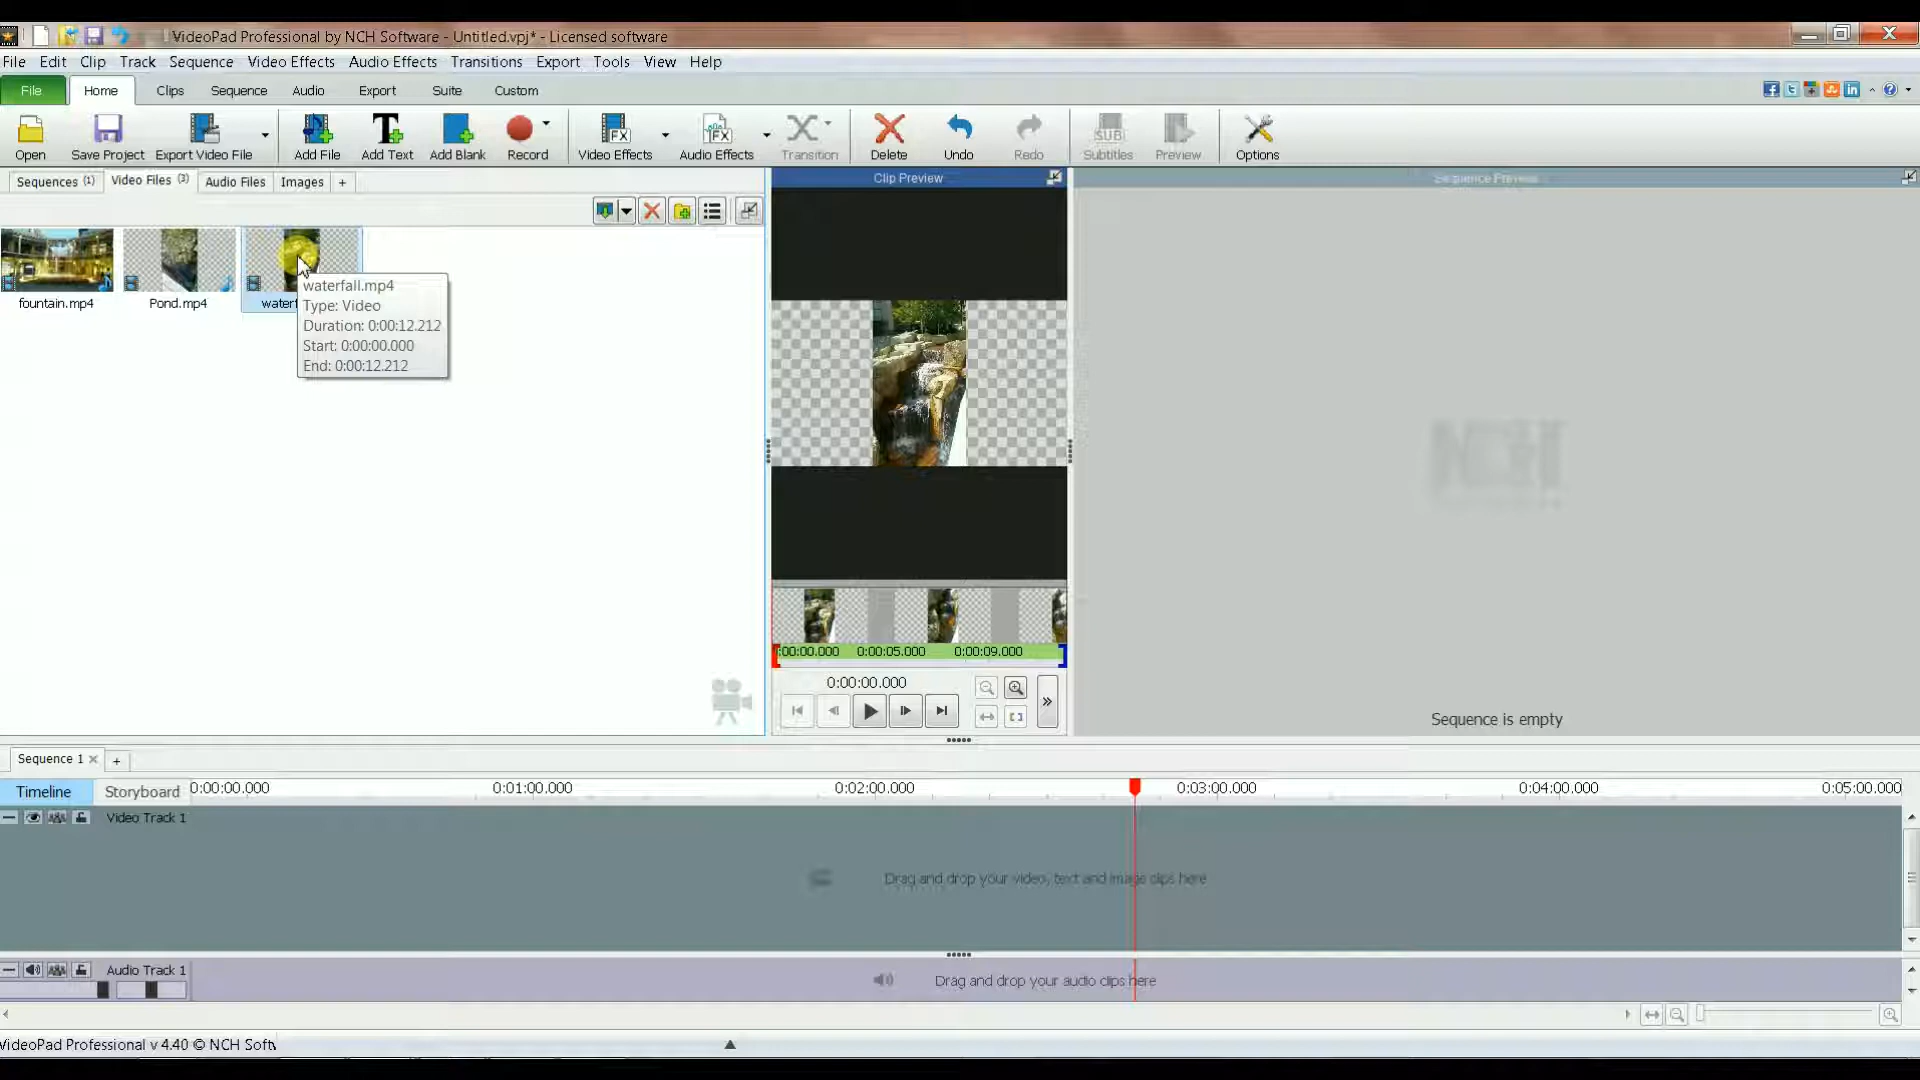 VideoPad Professional by NCH Software - Untitled.vpj* - Licensed software
File Edit Clip Track Sequence Video Effects Audio Effects Transitions Export Tools View Help
File Home Clips Sequence Audio Export Suite Custom
Open Save Project Export Video File Add File Add Text Add Blank Record Video Effects Audio Effects Transition Delete Undo Redo Subtitles Preview Options
Sequences (1) Video Files (3) Audio Files Images +
Clip Preview
Sequence Preview
fountain.mp4 Pond.mp4 waterf
waterfall.mp4
Type: Video
Duration: 0:00:12.212
Start: 0:00:00.000
End: 0:00:12.212
NCH
:00:00.000 0:00:05.000 0:00:09.000
0:00:00.000
Sequence is empty
Sequence 1 +
Timeline Storyboard 0:00:00.000 0:01:00.000 0:02:00.000 0:03:00.000 0:04:00.000 0:05:00.000
Video Track 1
Drag and drop your video, text and image clips here
Audio Track 1
Drag and drop your audio clips here
VideoPad Professional v 4.40 © NCH Softw